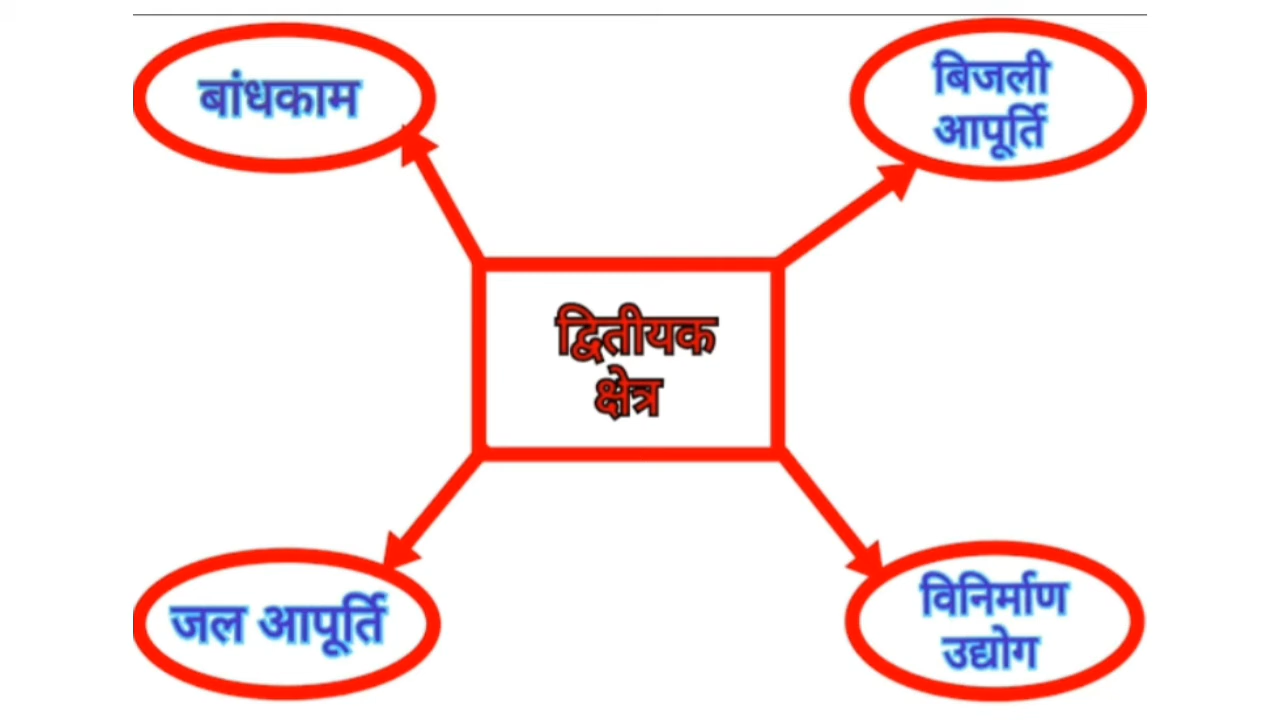 बांधकाम
बिजली
आपूर्ति
द्वितीयक
क्षेत्र
जल आपूर्ति
विनिर्माण
उद्योग